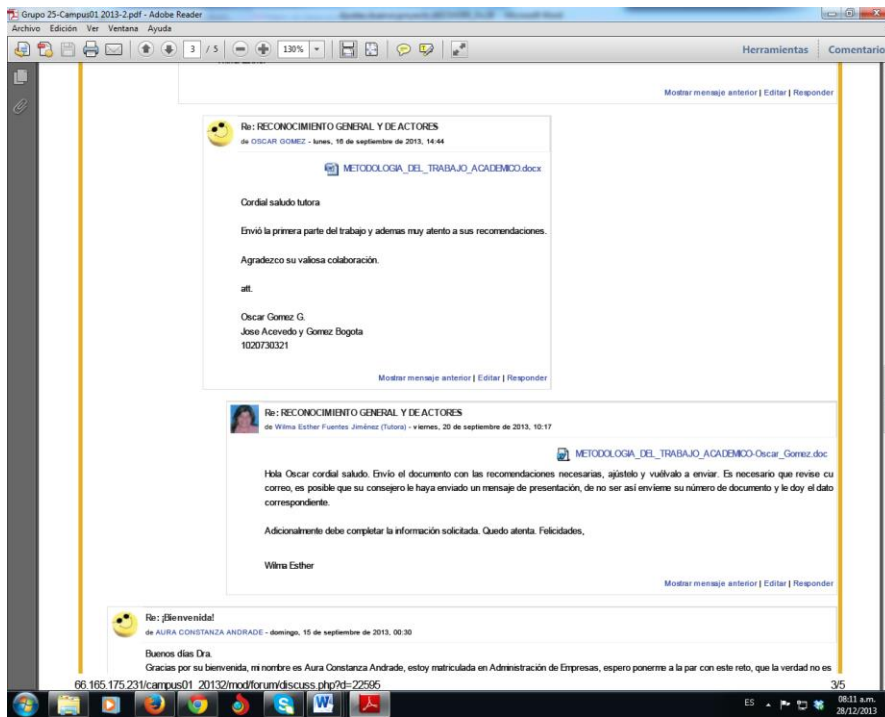 Grupo 25-Campus01 2013-2.pdf - Adobe Reader
Archivo Edición Ver Ventana Ayuda
3 / 5 130% Herramientas Comentario
Mostrar mensaje anterior | Editar | Responder
Re: RECONOCIMIENTO GENERAL Y DE ACTORES
de OSCAR GOMEZ - lunes, 16 de septiembre de 2013, 14:44
METODOLOGIA_DEL_TRABAJO_ACADEMICO.docx
Cordial saludo tutora
Envió la primera parte del trabajo y ademas muy atento a sus recomendaciones.
Agradezco su valiosa colaboración.
att.
Oscar Gomez G.
Jose Acevedo y Gomez Bogota
1020730321
Mostrar mensaje anterior | Editar | Responder
Re: RECONOCIMIENTO GENERAL Y DE ACTORES
de Wilma Esther Fuentes Jiménez (Tutora) - viernes, 20 de septiembre de 2013, 10:17
METODOLOGIA_DEL_TRABAJO_ACADEMICO-Oscar_Gomez.doc
Hola Oscar cordial saludo. Envío el documento con las recomendaciones necesarias, ajústelo y vuélvalo a enviar. Es necesario que revise cu
correo, es posible que su consejero le haya enviado un mensaje de presentación, de no ser así envíeme su número de documento y le doy el dato
correspondiente.
Adicionalmente debe completar la información solicitada. Quedo atenta. Felicidades,
Wilma Esther
Mostrar mensaje anterior | Editar | Responder
Re: ¡Bienvenida!
de AURA CONSTANZA ANDRADE - domingo, 15 de septiembre de 2013, 00:30
Buenos días Dra.
Gracias por su bienvenida, mi nombre es Aura Constanza Andrade, estoy matriculada en Administración de Empresas, espero ponerme a la par con este reto, que la verdad no es
66.165.175.231/campus01_20132/mod/forum/discuss.php?d=22595 3/5
ES 08:11 a.m.
28/12/2013